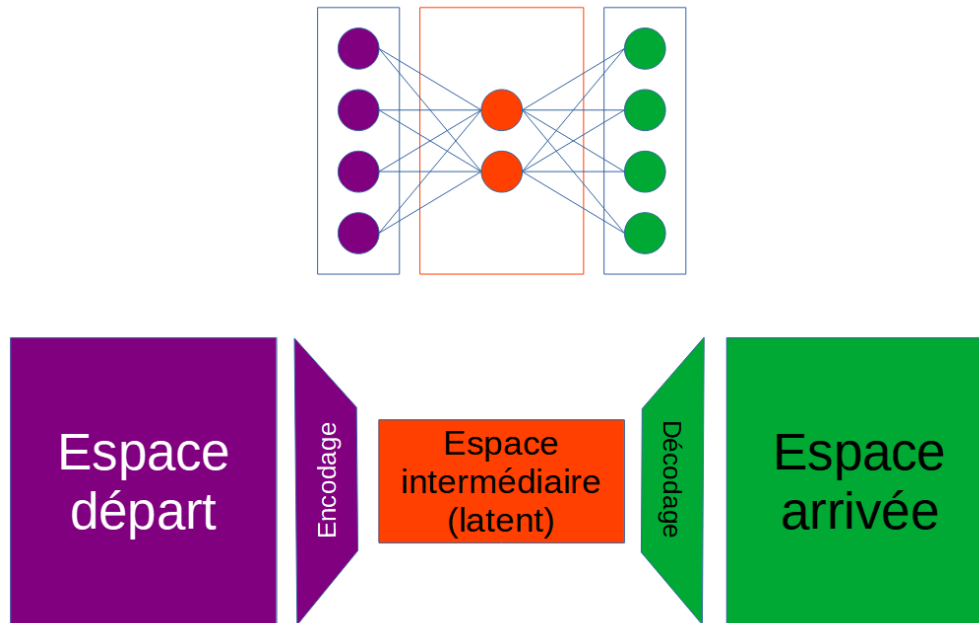 Espace
départ
Encodage
Espace
intermédiaire
(latent)
Décodage
Espace
arrivée